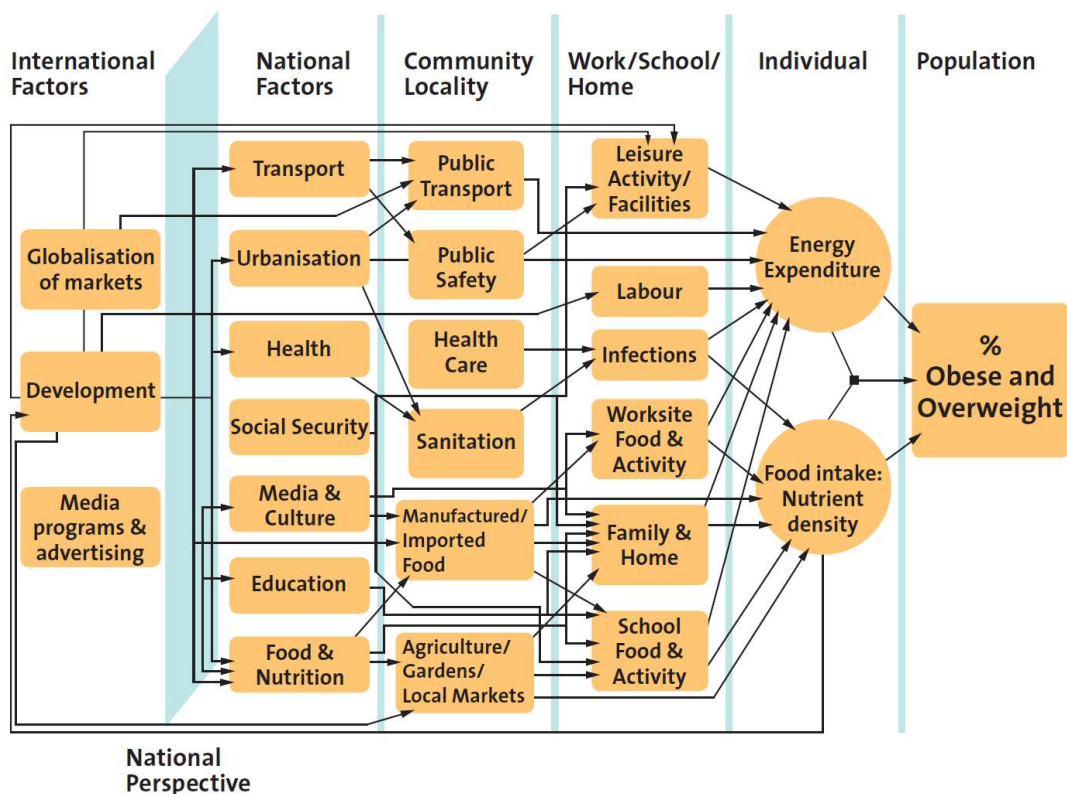 International
Factors
National
Factors
Community
Locality
Work/School/
Home
Individual
Population
Globalisation
of markets
Development
Media
programs &
advertising
Transport
Urbanisation
Health
Social Security
Media &
Culture
Education
Food &
Nutrition
Public
Transport
Public
Safety
Health
Care
Sanitation
Manufactured/
Imported
Food
Agriculture/
Gardens/
Local Markets
Leisure
Activity/
Facilities
Labour
Infections
Worksite
Food &
Activity
Family &
Home
School
Food &
Activity
Energy
Expenditure
Food intake:
Nutrient
density
%
Obese and
Overweight
National
Perspective